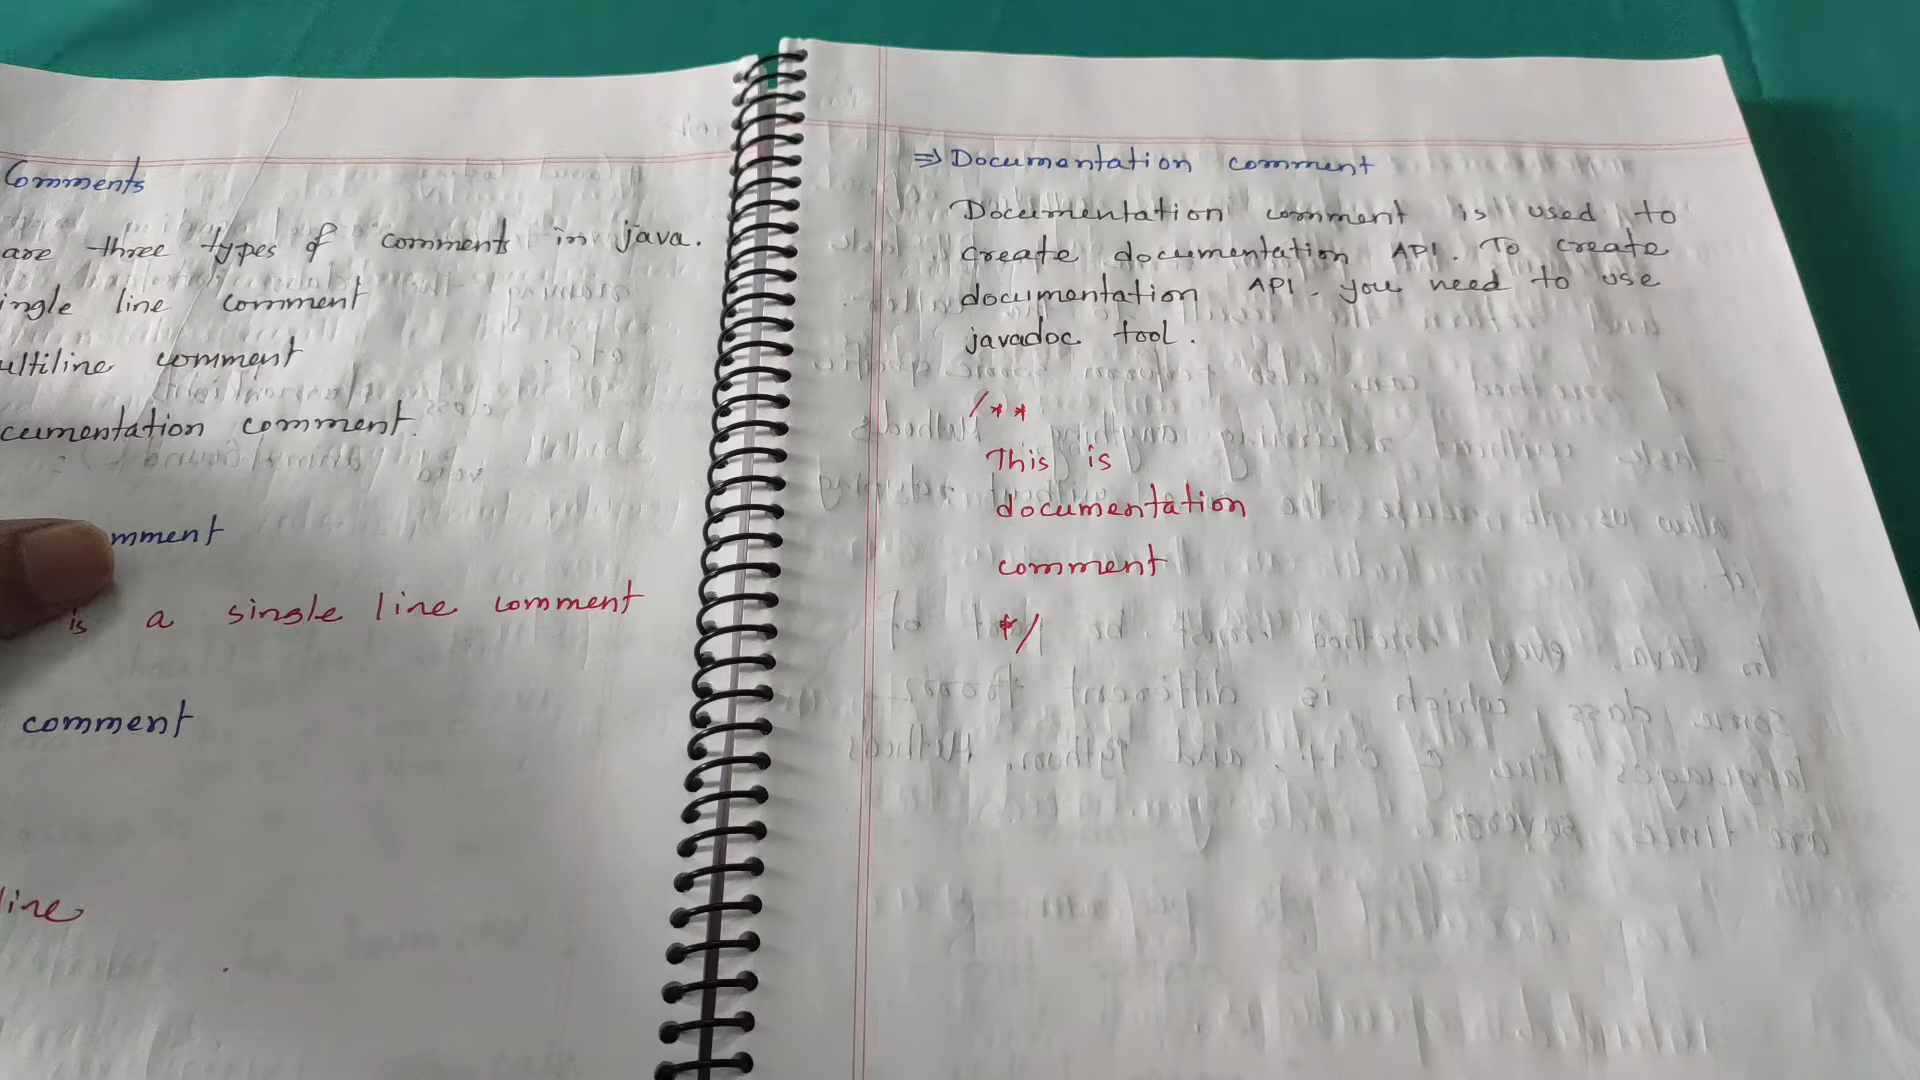 Comments
are three types of comments in java.
ingle line comment
ultiline comment
cumentation comment.
mment
is a single line comment
comment
line
⇒ Documentation comment
Documentation comment is used to
create documentation API. To create
documentation API. you need to use
javadoc tool.
/**
This is
documentation
comment
*/